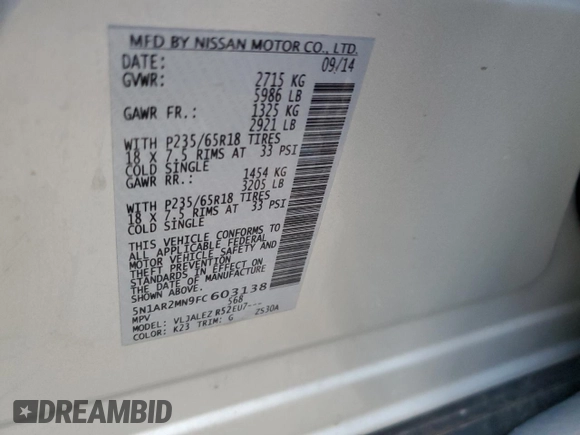 MFD BY NISSAN MOTOR CO., LTD.
DATE: 09/14
GVWR: 2715 KG
5986 LB
GAWR FR.: 1325 KG
2921 LB
WITH P235/65R18 TIRES
18 X 7.5 RIMS AT 33 PSI
COLD SINGLE
GAWR RR.: 1454 KG
3205 LB
WITH P235/65R18 TIRES
18 X 7.5 RIMS AT 33 PSI
COLD SINGLE
THIS VEHICLE CONFORMS TO
ALL APPLICABLE FEDERAL
MOTOR VEHICLE SAFETY AND
THEFT PREVENTION
STANDARDS IN EFFECT ON
THE DATE OF MANUFACTURE
5N1AR2MN9FC603138
MPV 568
MODEL: VLJALEZ R52EU7---
COLOR: K23 TRIM: G 2530A
DREAMBID